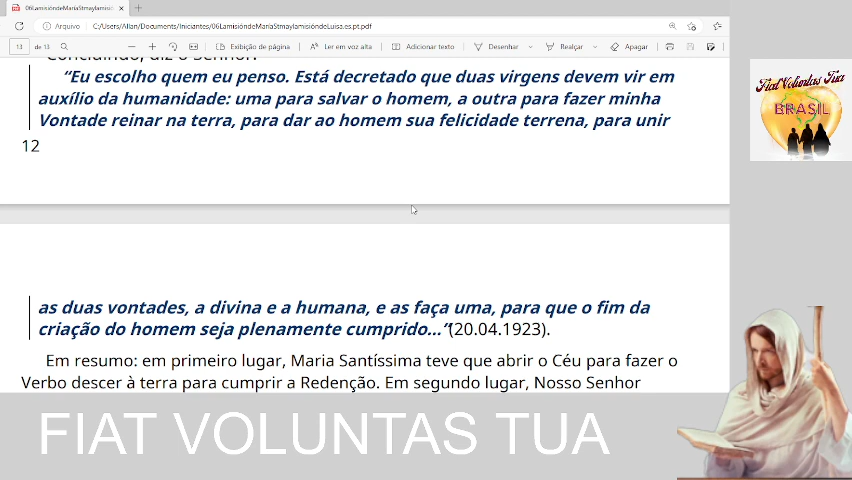 06LamisióndeMaríaStmaylamisióndeLuisa.es.pt.pdf
Arquivo
C:/Users/Allan/Documents/Iniciantes/06LamisióndeMaríaStmaylamisióndeLuisa.es.pt.pdf
13 de 13
Exibição de página
Ler em voz alta
Adicionar texto
Desenhar
Realçar
Apagar
Concluindo, diz o Senhor:
“Eu escolho quem eu penso. Está decretado que duas virgens devem vir em
auxílio da humanidade: uma para salvar o homem, a outra para fazer minha
Vontade reinar na terra, para dar ao homem sua felicidade terrena, para unir
12
as duas vontades, a divina e a humana, e as faça uma, para que o fim da
criação do homem seja plenamente cumprido...”(20.04.1923).
Em resumo: em primeiro lugar, Maria Santíssima teve que abrir o Céu para fazer o
Verbo descer à terra para cumprir a Redenção. Em segundo lugar, Nosso Senhor
Fiat Voluntas Tua
BRASIL
FIAT VOLUNTAS TUA